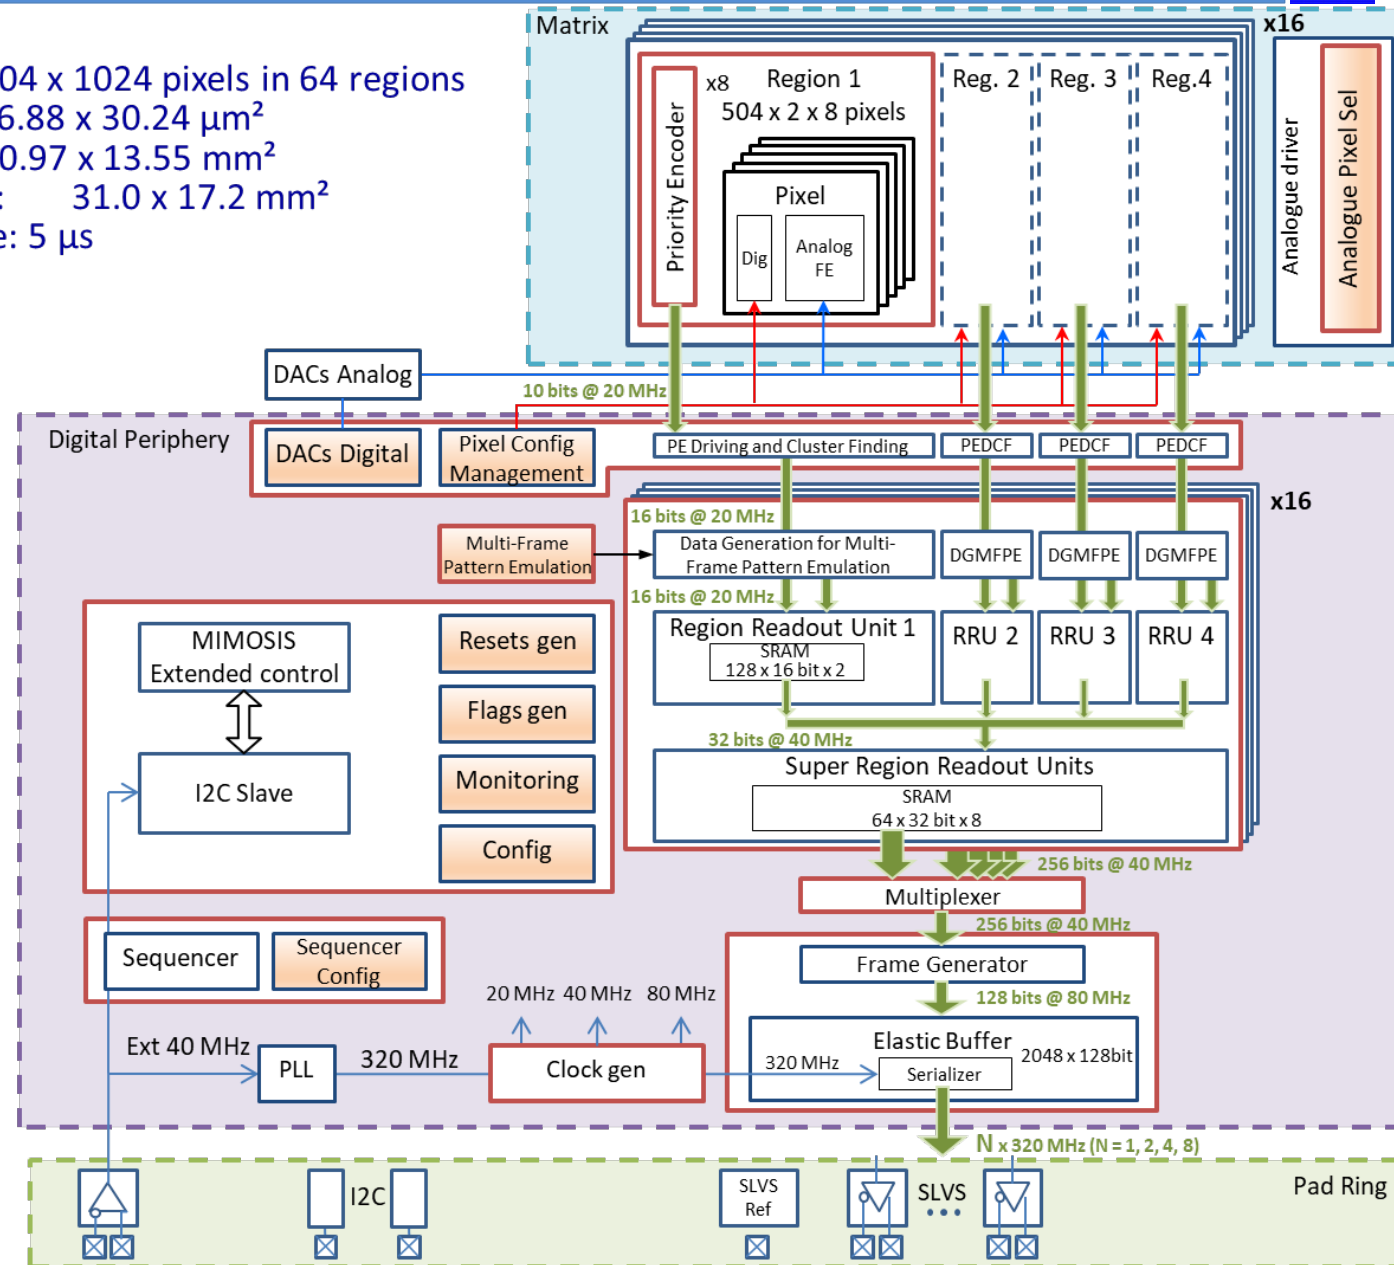 04 x 1024 pixels in 64 regions
6.88 x 30.24 µm²
0.97 x 13.55 mm²
: 31.0 x 17.2 mm²
e: 5 µs
Matrix
x16
Priority Encoder
x8
Region 1
504 x 2 x 8 pixels
Pixel
Dig
Analog
FE
Reg. 2
Reg. 3
Reg.4
Analogue driver
Analogue Pixel Sel
DACs Analog
10 bits @ 20 MHz
Digital Periphery
DACs Digital
Pixel Config
Management
PE Driving and Cluster Finding
PEDCF
PEDCF
PEDCF
x16
16 bits @ 20 MHz
Multi-Frame
Pattern Emulation
Data Generation for Multi-
Frame Pattern Emulation
DGMFPE
DGMFPE
DGMFPE
16 bits @ 20 MHz
Region Readout Unit 1
SRAM
128 x 16 bit x 2
RRU 2
RRU 3
RRU 4
MIMOSIS
Extended control
I2C Slave
Resets gen
Flags gen
Monitoring
Config
32 bits @ 40 MHz
Super Region Readout Units
SRAM
64 x 32 bit x 8
256 bits @ 40 MHz
Multiplexer
256 bits @ 40 MHz
Sequencer
Sequencer
Config
Frame Generator
128 bits @ 80 MHz
20 MHz
40 MHz
80 MHz
Ext 40 MHz
PLL
320 MHz
Clock gen
320 MHz
Elastic Buffer
2048 x 128bit
Serializer
N x 320 MHz (N = 1, 2, 4, 8)
I2C
SLVS
Ref
SLVS
...
Pad Ring